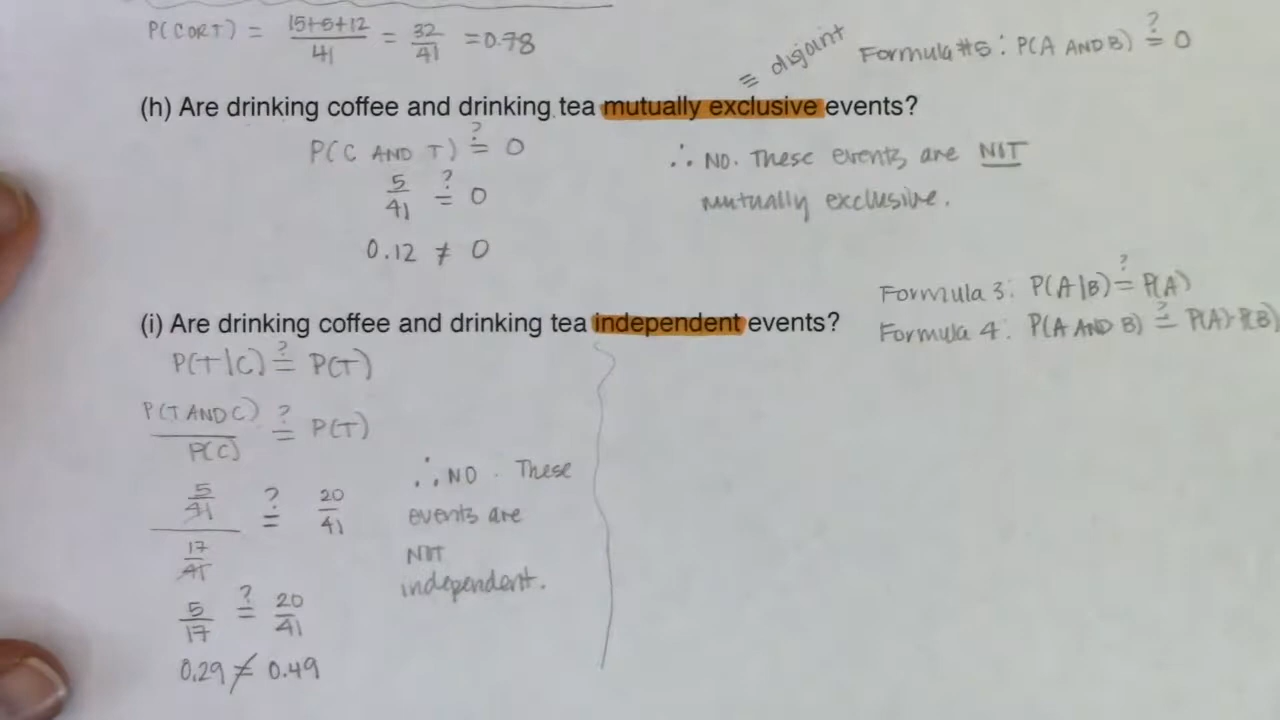 P(C OR T) = 15+5+12/41 = 32/41 = 0.78
≡ disjoint
Formula #5: P(A AND B) ≟ 0
(h) Are drinking coffee and drinking tea mutually exclusive events?
P(C AND T) ≟ 0
5/41 ≟ 0
0.12 ≠ 0
∴ NO. These events are NOT
mutually exclusive.
Formula 3: P(A|B) ≟ P(A)
Formula 4: P(A AND B) ≟ P(A)·P(B)
(i) Are drinking coffee and drinking tea independent events?
P(T|C) ≟ P(T)
P(T AND C)/P(C) ≟ P(T)
5/41 / 17/41 ≟ 20/41
5/17 ≟ 20/41
0.29 ≠ 0.49
∴ NO. These
events are
NOT
independent.